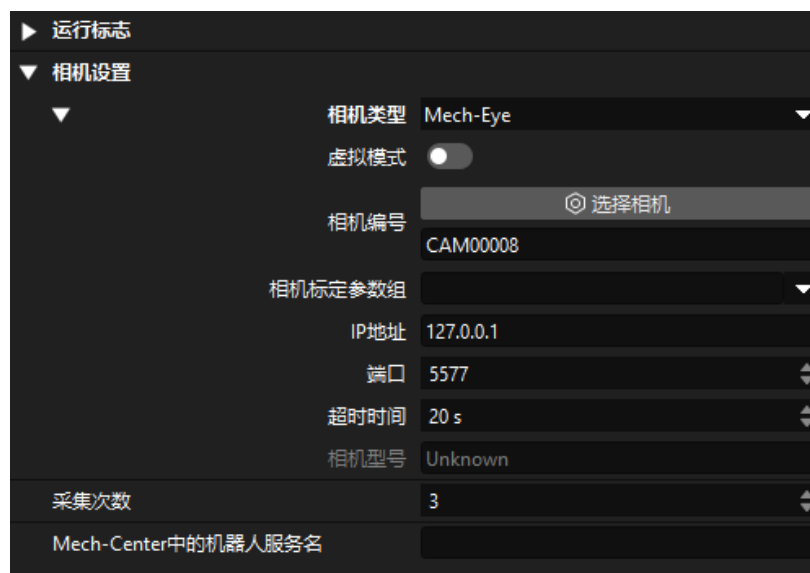 运行标志
相机设置
相机类型 Mech-Eye
虚拟模式
选择相机
相机编号
CAM00008
相机标定参数组
IP地址 127.0.0.1
端口 5577
超时时间 20 s
相机型号 Unknown
采集次数 3
Mech-Center中的机器人服务名